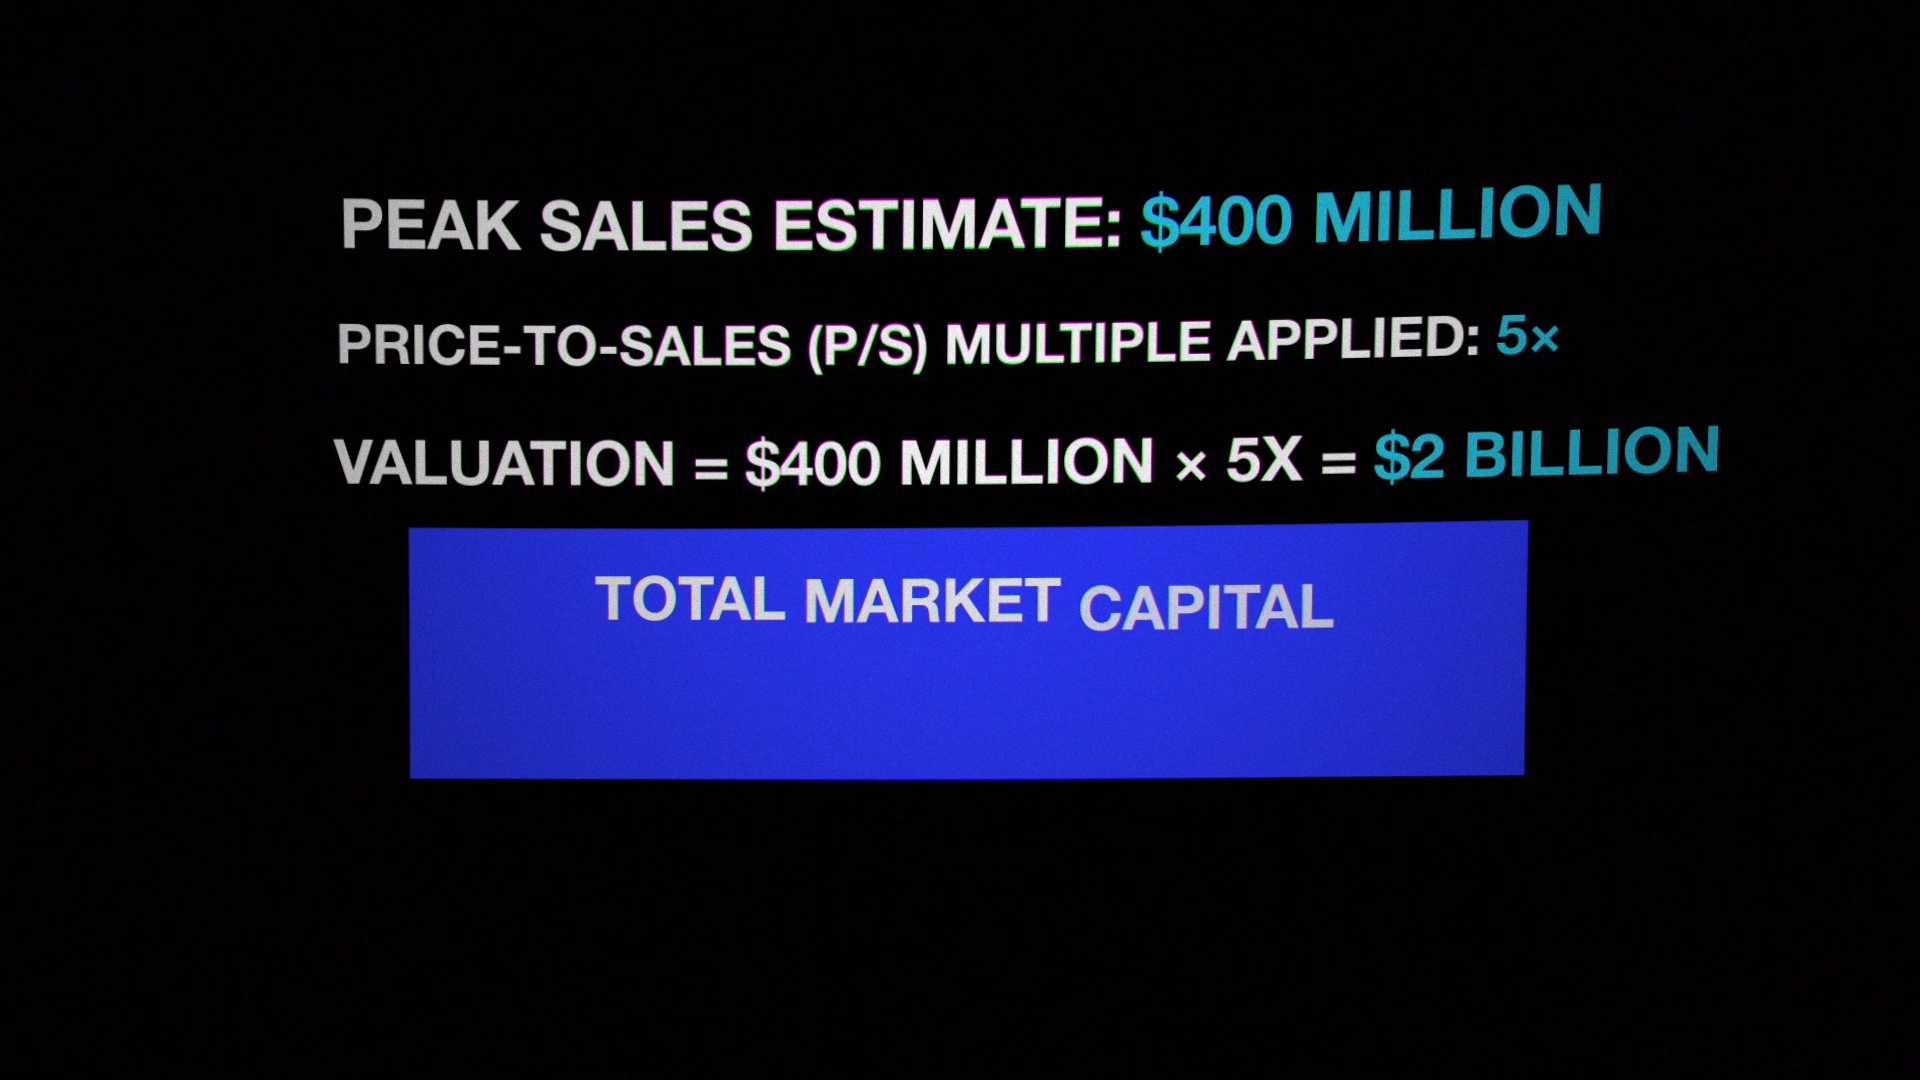 PEAK SALES ESTIMATE: $400 MILLION
PRICE-TO-SALES (P/S) MULTIPLE APPLIED: 5×
VALUATION = $400 MILLION × 5X = $2 BILLION
TOTAL MARKET CAPITAL